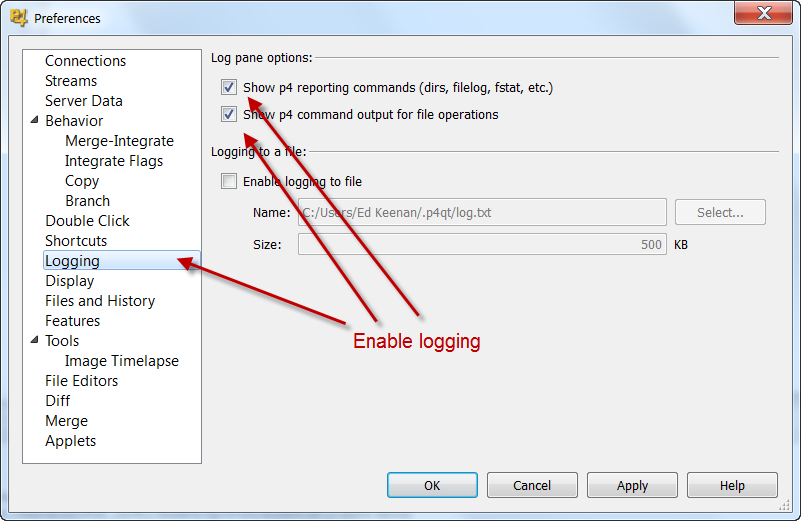 Preferences
Connections
Streams
Server Data
Behavior
Merge-Integrate
Integrate Flags
Copy
Branch
Double Click
Shortcuts
Logging
Display
Files and History
Features
Tools
Image Timelapse
File Editors
Diff
Merge
Applets
Log pane options:
Show p4 reporting commands (dirs, filelog, fstat, etc.)
Show p4 command output for file operations
Logging to a file:
Enable logging to file
Name: C:/Users/Ed Keenan/.p4qt/log.txt Select...
Size: 500 KB
Enable logging
OK Cancel Apply Help